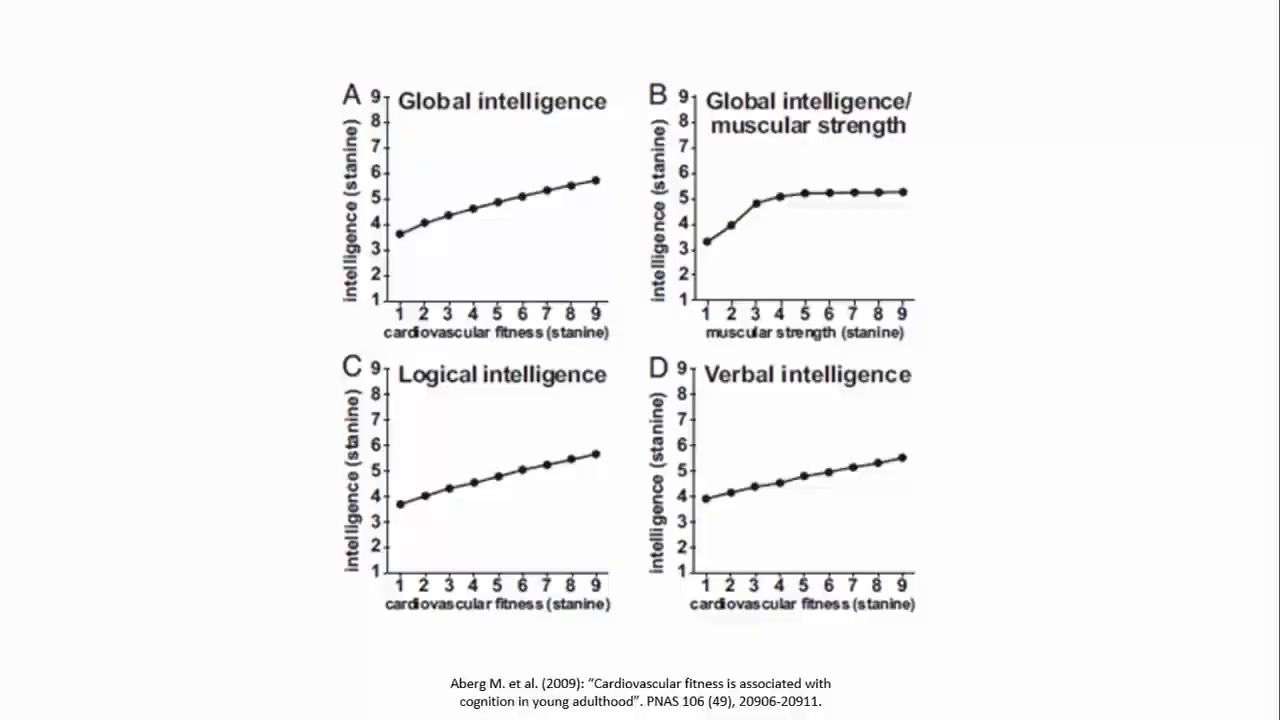 A
Global intelligence
9
8
7
6
5
4
3
2
1
intelligence (stanine)
1 2 3 4 5 6 7 8 9
cardiovascular fitness (stanine)
B
Global intelligence/
muscular strength
9
8
7
6
5
4
3
2
1
intelligence (stanine)
1 2 3 4 5 6 7 8 9
muscular strength (stanine)
C
Logical intelligence
9
8
7
6
5
4
3
2
1
intelligence (stanine)
1 2 3 4 5 6 7 8 9
cardiovascular fitness (stanine)
D
Verbal intelligence
9
8
7
6
5
4
3
2
1
intelligence (stanine)
1 2 3 4 5 6 7 8 9
cardiovascular fitness (stanine)
Aberg M. et al. (2009): “Cardiovascular fitness is associated with
cognition in young adulthood”. PNAS 106 (49), 20906-20911.